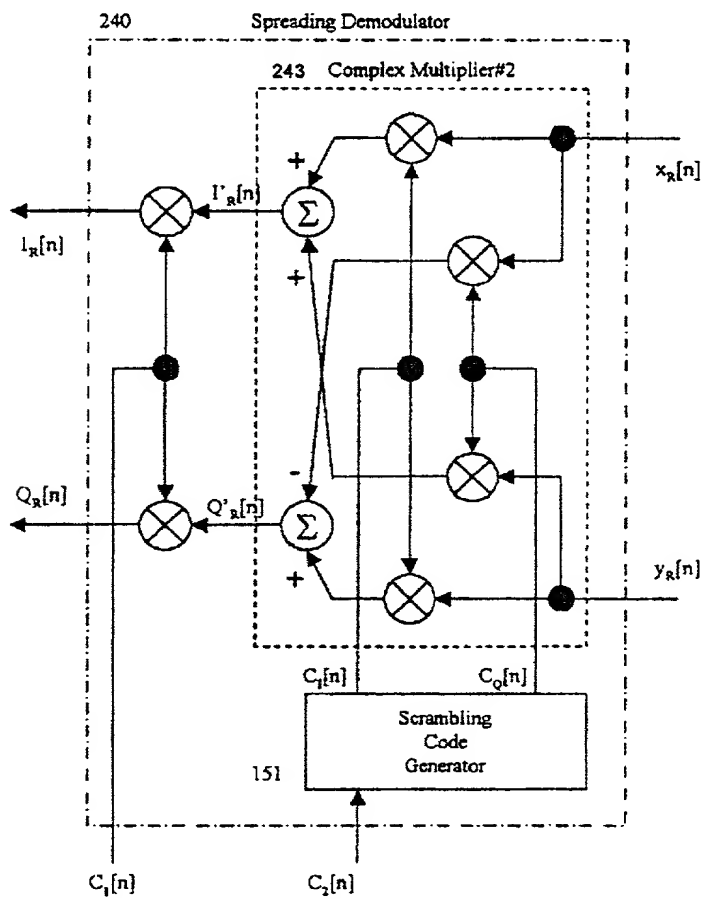 240 Spreading Demodulator
243 Complex Multiplier#2
x_R[n]
+
I'_R[n]
Σ
I_R[n]
+
-
Q_R[n]
Q'_R[n]
Σ
+
y_R[n]
C_I[n]
C_Q[n]
Scrambling
Code
Generator
151
C_1[n]
C_2[n]